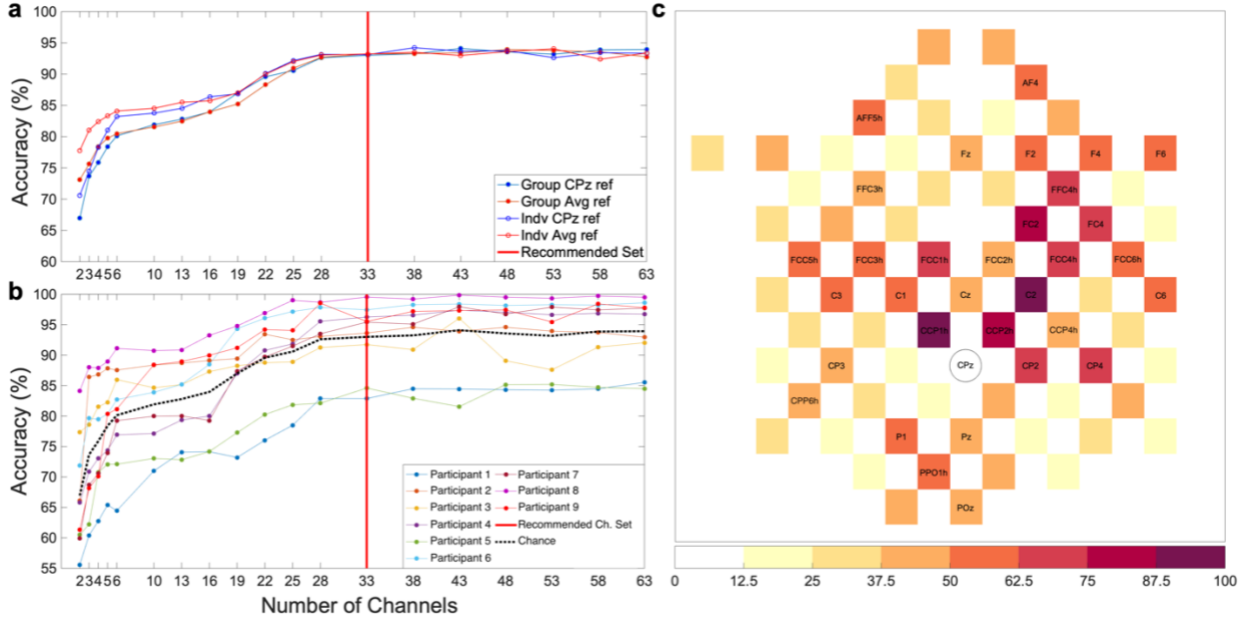 a
100
95
90
85
80
75
70
65
60
Accuracy (%)
Group CPz ref
Group Avg ref
Indv CPz ref
Indv Avg ref
Recommended Set
2 3 4 5 6 10 13 16 19 22 25 28 33 38 43 48 53 58 63
b
100
95
90
85
80
75
70
65
60
55
Accuracy (%)
Participant 1
Participant 2
Participant 3
Participant 4
Participant 5
Participant 6
Participant 7
Participant 8
Participant 9
Recommended Ch. Set
Chance
2 3 4 5 6 10 13 16 19 22 25 28 33 38 43 48 53 58 63
Number of Channels
c
AF4
AFF5h
Fz F2 F4 F6
FFC3h FFC4h
FC2 FC4
FCC5h FCC3h FCC1h FCC2h FCC4h FCC6h
C3 C1 Cz C2 C6
CCP1h CCP2h CCP4h
CP3 CPz CP2 CP4
CPP6h
P1 Pz
PPO1h
POz
0 12.5 25 37.5 50 62.5 75 87.5 100